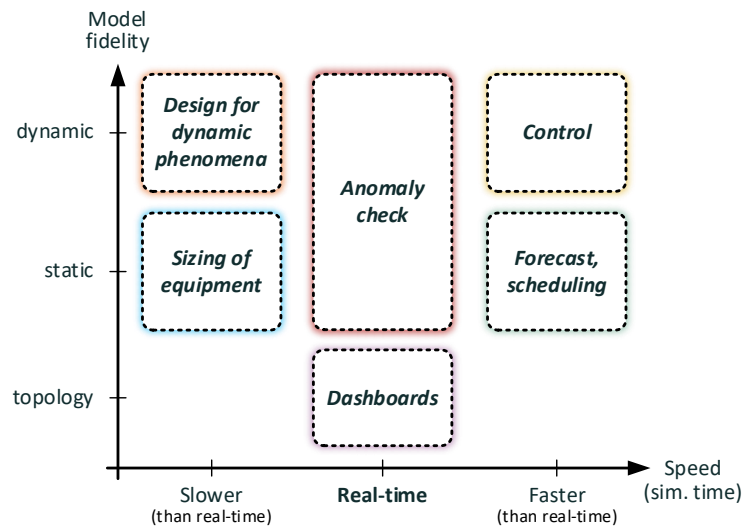 Model
fidelity
dynamic
Design for
dynamic
phenomena
Anomaly
check
Control
static
Sizing of
equipment
Forecast,
scheduling
topology
Dashboards
Slower
(than real-time)
Real-time
Faster
(than real-time)
Speed
(sim. time)